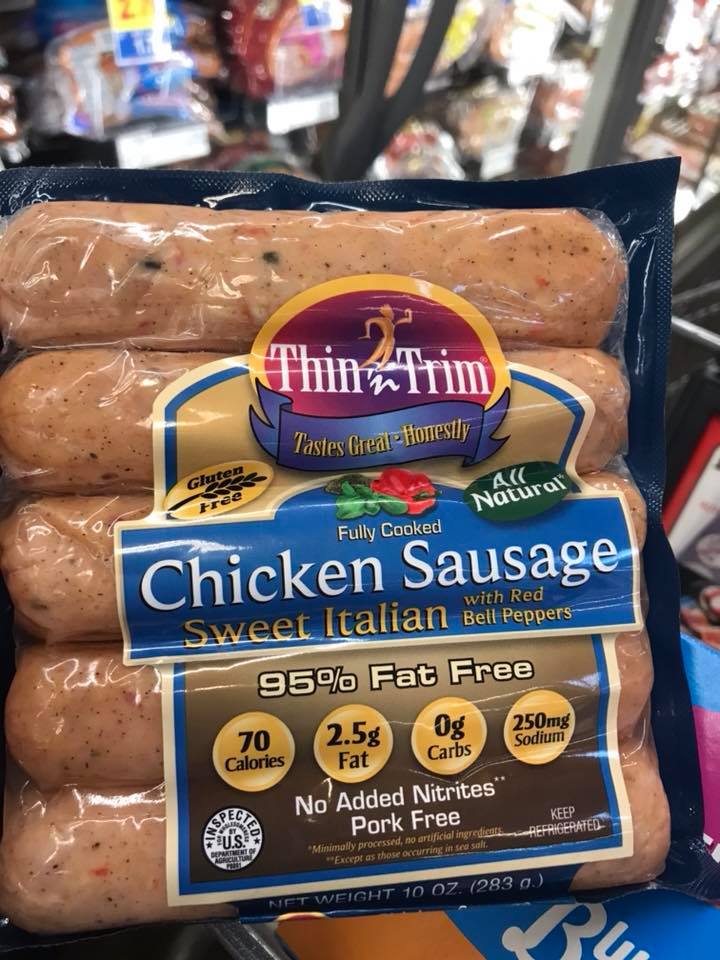 Thin 'n Trim®
Tastes Great • Honestly
Gluten
Free
All
Natural*
Fully Cooked
Chicken Sausage
Sweet Italian
with Red
Bell Peppers
95% Fat Free
70
Calories
2.5g
Fat
0g
Carbs
250mg
Sodium
No Added Nitrites**
Pork Free
*Minimally processed, no artificial ingredients.
**Except as those occurring in sea salt.
KEEP
REFRIGERATED
INSPECTED
FOR WHOLESOMENESS
BY
U.S.
DEPARTMENT OF
AGRICULTURE
NET WEIGHT 10 OZ. (283 g.)